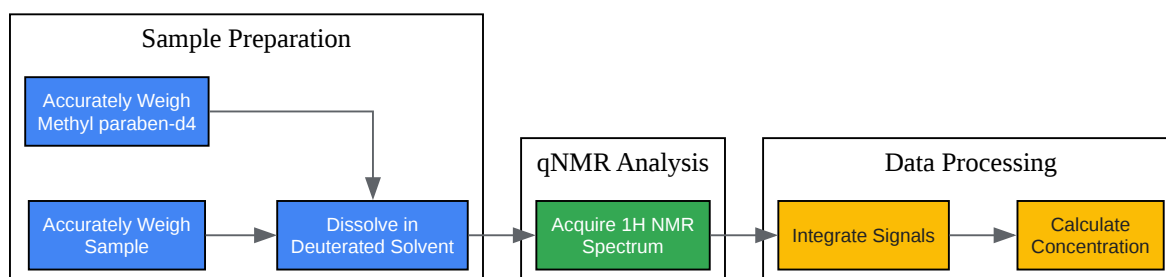 Sample Preparation
Accurately Weigh
Methyl paraben-d4
Accurately Weigh
Sample
Dissolve in
Deuterated Solvent
qNMR Analysis
Acquire 1H NMR
Spectrum
Data Processing
Integrate Signals
Calculate
Concentration